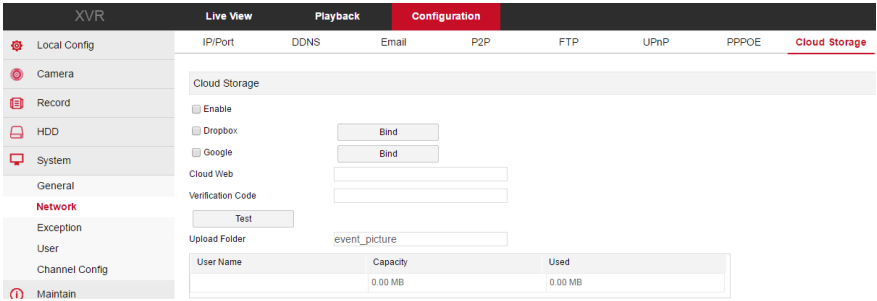 XVR Live View Playback Configuration
IP/Port DDNS Email P2P FTP UPnP PPPOE Cloud Storage
Local Config
Camera
Record
HDD
System
General
Network
Exception
User
Channel Config
Maintain
Cloud Storage
Enable
Dropbox Bind
Google Bind
Cloud Web
Verification Code
Test
Upload Folder event_picture
User Name Capacity Used
0.00 MB 0.00 MB